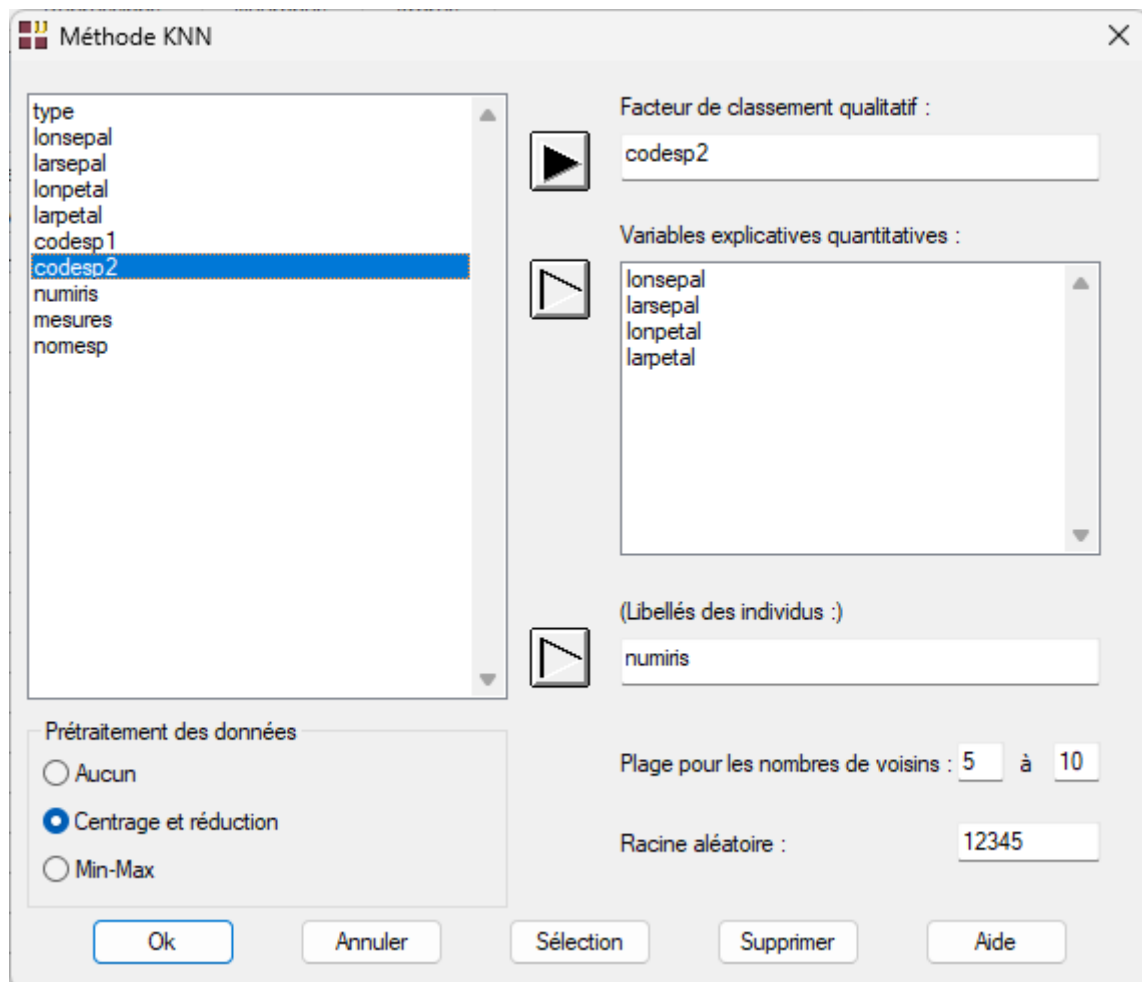 Méthode KNN
type
lonsepal
larsepal
lonpetal
larpetal
codesp1
codesp2
numiris
mesures
nomesp
Facteur de classement qualitatif :
codesp2
Variables explicatives quantitatives :
lonsepal
larsepal
lonpetal
larpetal
(Libellés des individus :)
numiris
Prétraitement des données
Aucun
Centrage et réduction
Min-Max
Plage pour les nombres de voisins : 5 à 10
Racine aléatoire : 12345
Ok Annuler Sélection Supprimer Aide